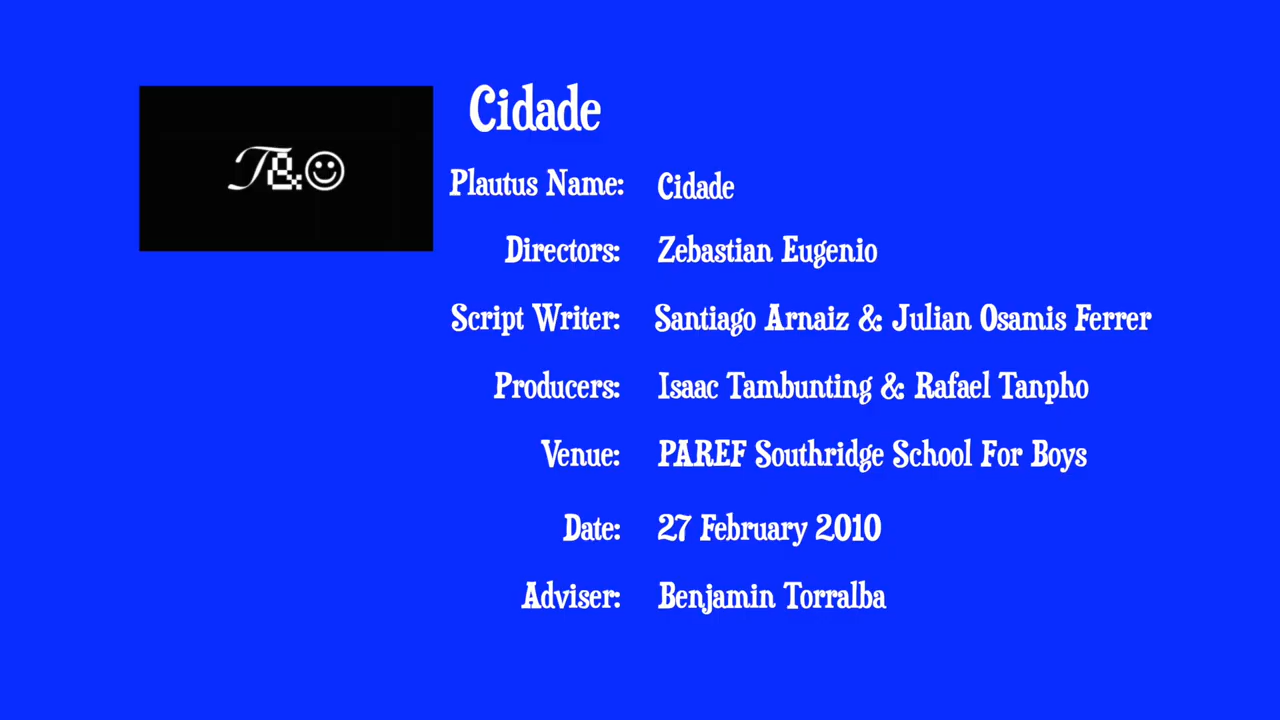 T&☺
Cidade
Plautus Name: Cidade
Directors: Zebastian Eugenio
Script Writer: Santiago Arnaiz & Julian Osamis Ferrer
Producers: Isaac Tambunting & Rafael Tanpho
Venue: PAREF Southridge School For Boys
Date: 27 February 2010
Adviser: Benjamin Torralba